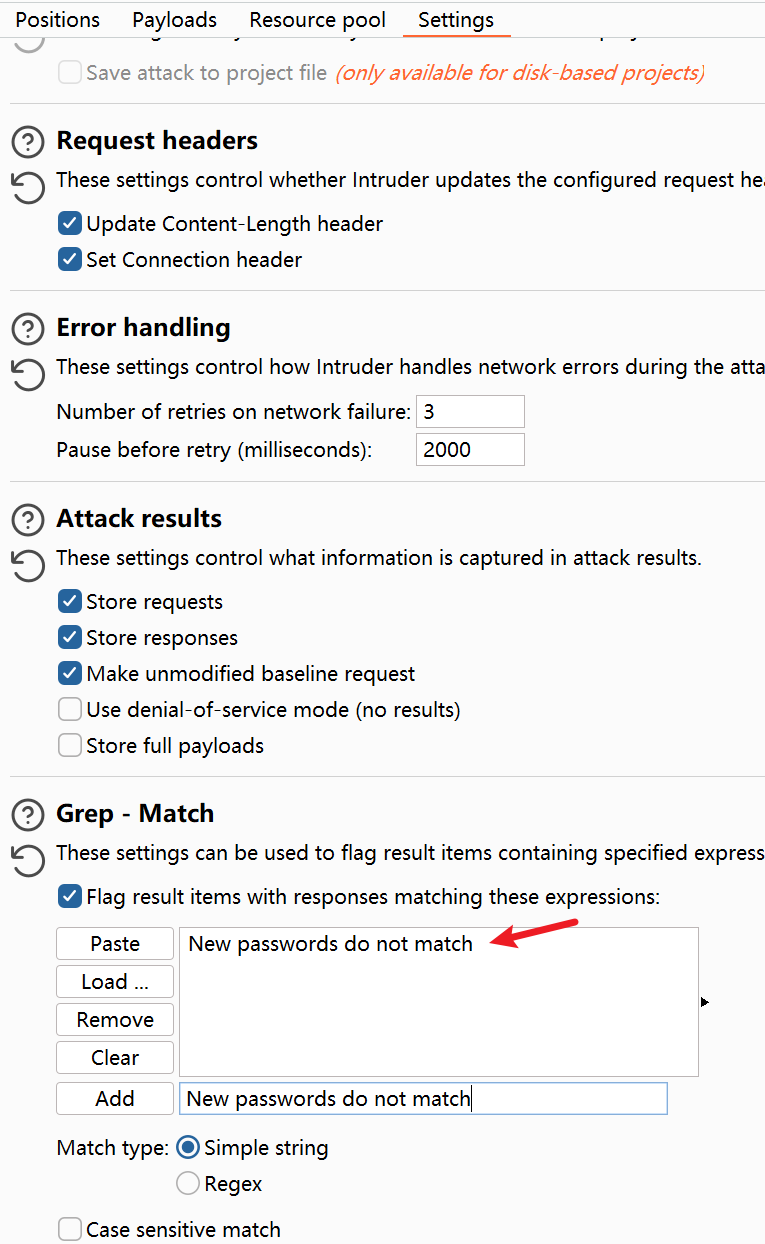 Positions Payloads Resource pool Settings
Save attack to project file (only available for disk-based projects)
Request headers
These settings control whether Intruder updates the configured request hea
Update Content-Length header
Set Connection header
Error handling
These settings control how Intruder handles network errors during the atta
Number of retries on network failure: 3
Pause before retry (milliseconds): 2000
Attack results
These settings control what information is captured in attack results.
Store requests
Store responses
Make unmodified baseline request
Use denial-of-service mode (no results)
Store full payloads
Grep - Match
These settings can be used to flag result items containing specified express
Flag result items with responses matching these expressions:
Paste New passwords do not match
Load ...
Remove
Clear
Add New passwords do not match
Match type: Simple string
Regex
Case sensitive match